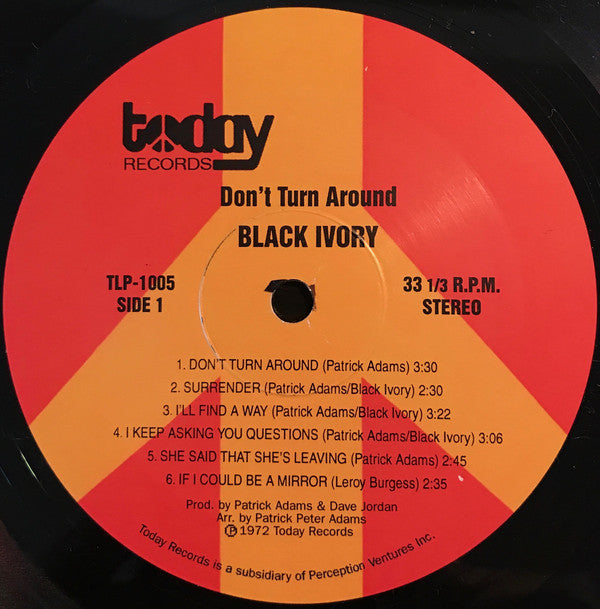 today
RECORDS
Don't Turn Around
BLACK IVORY
TLP-1005
SIDE 1
33 1/3 R.P.M.
STEREO
1. DON'T TURN AROUND (Patrick Adams) 3:30
2. SURRENDER (Patrick Adams/Black Ivory) 2:30
3. I'LL FIND A WAY (Patrick Adams/Black Ivory) 3:22
4. I KEEP ASKING YOU QUESTIONS (Patrick Adams/Black Ivory) 3:06
5. SHE SAID THAT SHE'S LEAVING (Patrick Adams) 2:45
6. IF I COULD BE A MIRROR (Leroy Burgess) 2:35
Prod. by Patrick Adams & Dave Jordan
Arr. by Patrick Peter Adams
℗ 1972 Today Records
Today Records is a subsidiary of Perception Ventures Inc.